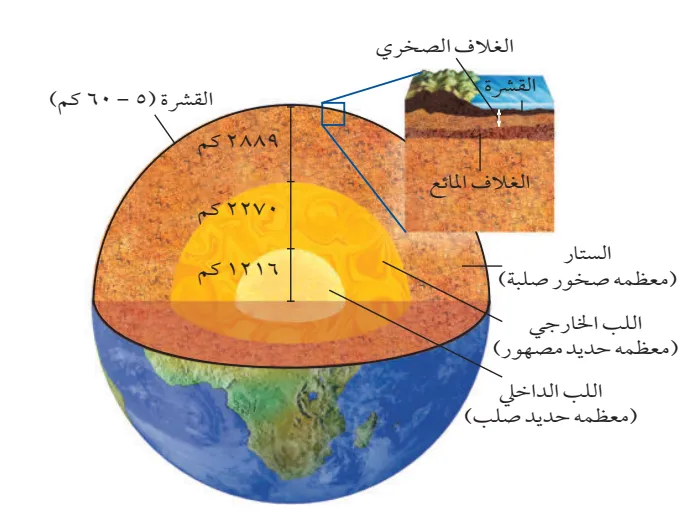 الغلاف الصخري
القشرة
القشرة (٥ – ٦٠ كم)
٢٨٨٩ كم
الغلاف المائع
٢٢٧٠ كم
الستار
(معظمه صخور صلبة)
١٢١٦ كم
اللب الخارجي
(معظمه حديد مصهور)
اللب الداخلي
(معظمه حديد صلب)